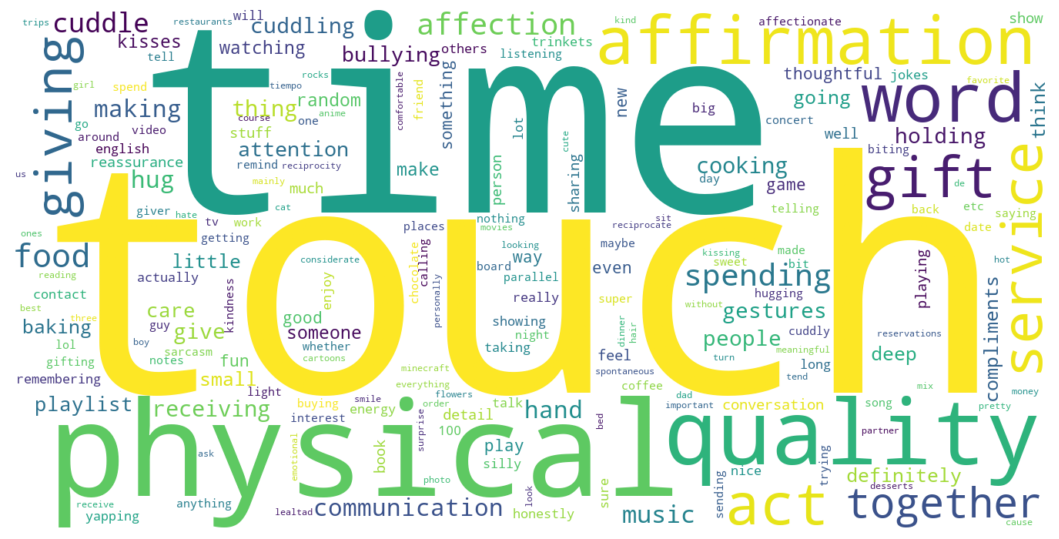 trips
restaurants
will
cuddle
cuddling
affection
trinkets
kind
affectionate
show
kisses
watching
bullying
others
affirmation
tell
listening
time
girl
spend
tiempo
giving
making
thing
random
rocks
anime
comfortable
friend
something
lot
cute
new
big
thoughtful
jokes
favorite
going
word
think
go
around
video
stuff
course
one
concert
well
holding
us
english
attention
remind
reciprocity
make
person
sharing
cooking
biting
reassurance
hug
mainly
much
day
game
gift
service
cat
giver
hate
tv
work
places
nothing
movies
reciprocate
sit
telling
de
etc
back
saying
date
touch
ones
food
getting
actually
little
considerate
enjoy
chocolate
calling
looking
way
board
parallel
maybe
even
kissing
sweet
made
bit
spending
playing
hot
reading
contact
care
kindness
personally
really
super
hugging
without
best
three
baking
guy
give
good
someone
showing
night
taking
dinner
hair
gestures
people
cuddly
compliments
reservations
lol
boy
sarcasm
whether
cartoons
gifting
notes
fun
feel
spontaneous
turn
meaningful
deep
remembering
small
light
minecraft
everything
coffee
long
tend
mix
money
playlist
receiving
buying
smile
energy
flowers
order
detail
talk
hand
bed
dad
important
conversation
song
pretty
interest
surprise
100
play
physical
quality
partner
ask
emotional
book
silly
sure
nice
trying
definitely
photo
look
sending
desserts
receive
anything
yapping
lealtad
communication
honestly
music
act
together
cause